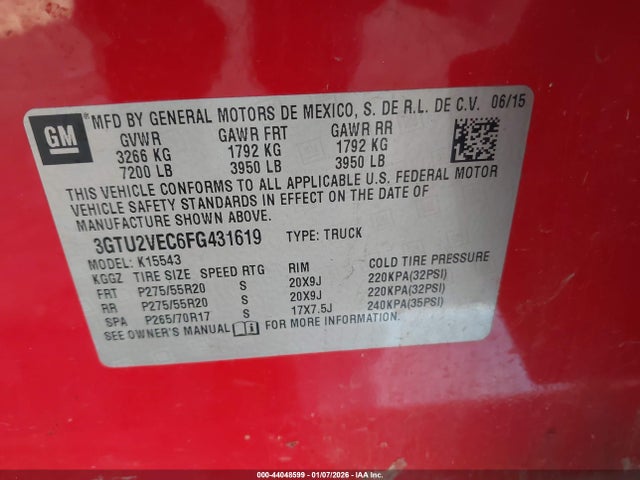 GM
* MFD BY GENERAL MOTORS DE MEXICO, S. DE R.L. DE C.V. 06/15
GVWR GAWR FRT GAWR RR
3266 KG 1792 KG 1792 KG
7200 LB 3950 LB 3950 LB
THIS VEHICLE CONFORMS TO ALL APPLICABLE U.S. FEDERAL MOTOR
VEHICLE SAFETY STANDARDS IN EFFECT ON THE DATE OF
MANUFACTURE SHOWN ABOVE.
3GTU2VEC6FG431619 TYPE: TRUCK
MODEL: K15543
KGGZ TIRE SIZE SPEED RTG RIM COLD TIRE PRESSURE
FRT P275/55R20 S 20X9J 220KPA(32PSI)
RR P275/55R20 S 20X9J 220KPA(32PSI)
SPA P265/70R17 S 17X7.5J 240KPA(35PSI)
SEE OWNER'S MANUAL FOR MORE INFORMATION.
000-44048599 | 01/07/2026 - IAA Inc.